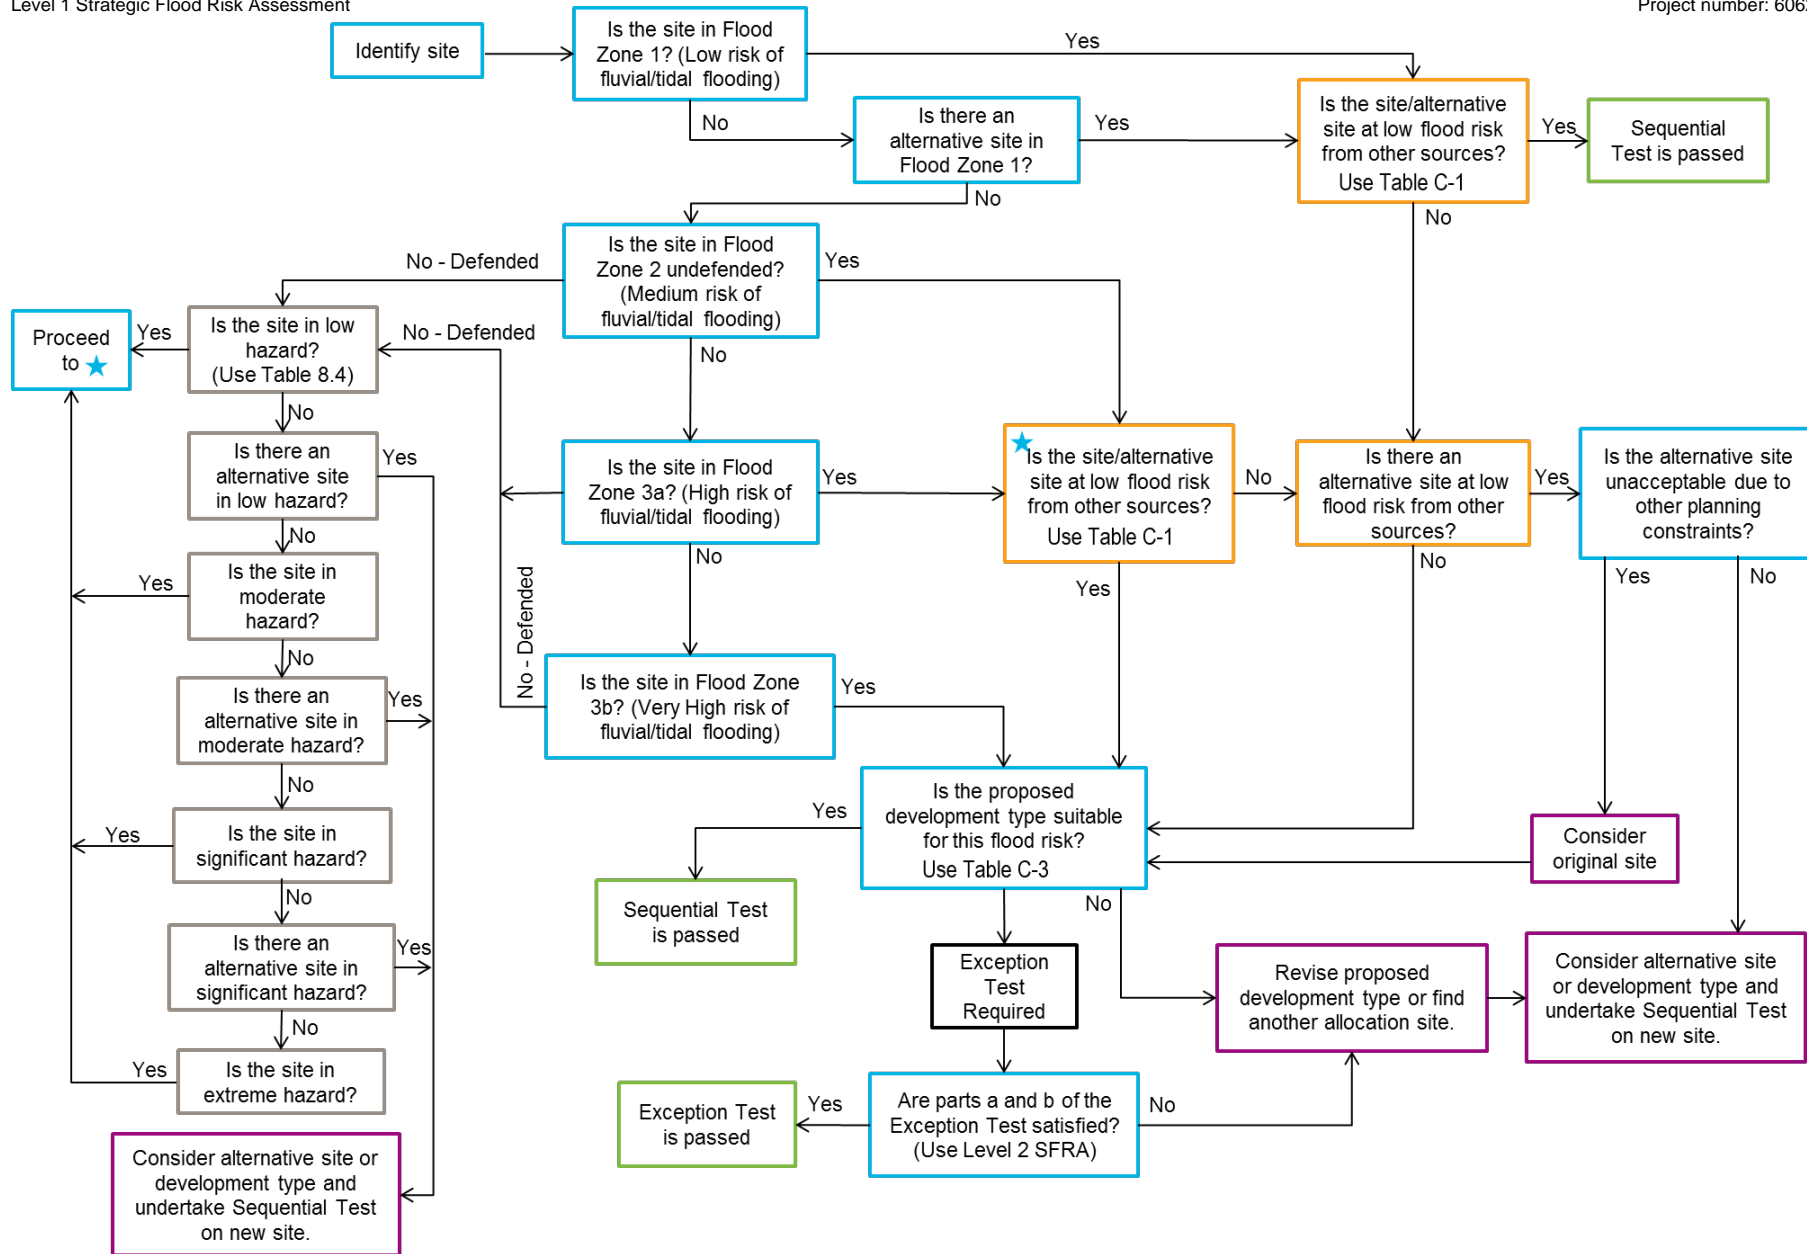 Level 1 Strategic Flood Risk Assessment
Project number: 606
Identify site
Is the site in Flood
Zone 1? (Low risk of
fluvial/tidal flooding)
Yes
No
Is there an
alternative site in
Flood Zone 1?
Yes
No
Is the site/alternative
site at low flood risk
from other sources?
Use Table C-1
Yes
No
Sequential
Test is passed
Is the site in Flood
Zone 2 undefended?
(Medium risk of
fluvial/tidal flooding)
No - Defended
Yes
No
Proceed
to
Yes
Is the site in low
hazard?
(Use Table 8.4)
No - Defended
No
Is there an
alternative site
in low hazard?
Yes
No
Is the site in
moderate
hazard?
Yes
No
Is there an
alternative site in
moderate hazard?
Yes
No
Is the site in
significant hazard?
Yes
No
Is there an
alternative site in
significant hazard?
Yes
No
Is the site in
extreme hazard?
Yes
Consider alternative site or
development type and
undertake Sequential Test
on new site.
Is the site in Flood
Zone 3a? (High risk of
fluvial/tidal flooding)
Yes
No
Is the site/alternative
site at low flood risk
from other sources?
Use Table C-1
No
Yes
Is there an
alternative site at low
flood risk from other
sources?
Yes
No
Is the alternative site
unacceptable due to
other planning
constraints?
Yes
No
No - Defended
Is the site in Flood Zone
3b? (Very High risk of
fluvial/tidal flooding)
Yes
Is the proposed
development type suitable
for this flood risk?
Use Table C-3
Yes
No
Consider
original site
Sequential Test
is passed
Exception
Test
Required
Revise proposed
development type or find
another allocation site.
Consider alternative site
or development type and
undertake Sequential Test
on new site.
Are parts a and b of the
Exception Test satisfied?
(Use Level 2 SFRA)
Yes
No
Exception Test
is passed